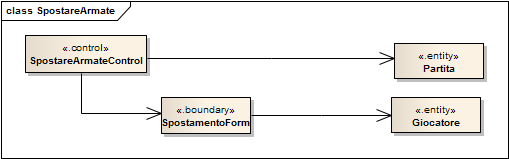 class SpostareArmate
«.control»
SpostareArmateControl
«.entity»
Partita
«.boundary»
SpostamentoForm
«.entity»
Giocatore